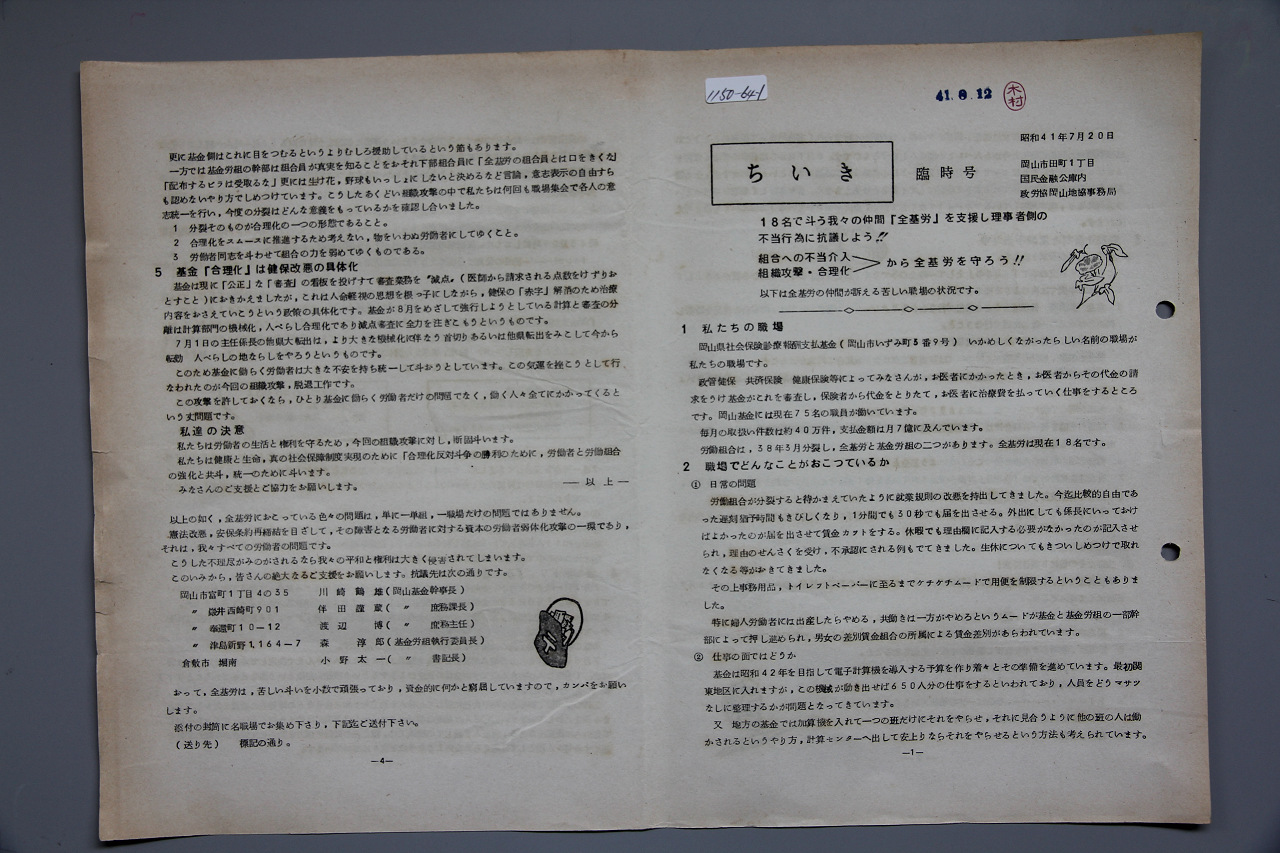 1150-64-1
41.8.12
木村
昭和41年7月20日
ちいき
臨時号
岡山市田町1丁目
国民金融公庫内
政労協岡山地協事務局
18名で斗う我々の仲間『全基労』を支援し理事者側の
不当行為に抗議しよう!!
組合への不当介入
組織攻撃・合理化
から全基労を守ろう!!
以下は全基労の仲間が訴える苦しい職場の状況です。
1 私たちの職場
岡山県社会保険診療報酬支払基金(岡山市いずみ町3番9号) いかめしくながったらしい名前の職場が
私たちの職場です。
政管健保 共済保険 健康保険等によってみなさんが,お医者にかかったとき,お医者からその代金の請
求をうけ基金がこれを審査し,保険者から代金をとりたて,お医者に治療費を払っていく仕事をするところ
です。岡山基金には現在75名の職員が働いています。
毎月の取扱い件数は約40万件,支払金額は月7億に及んでいます。
労働組合は,38年3月分裂し,全基労と基金労組の二つがあります。全基労は現在18名です。
2 職場でどんなことがおこつているか
① 日常の問題
労働組合が分裂すると待かまえていたように就業規則の改悪を持出してきました。今迄比較的自由であ
った遅刻猶予時間もきびしくなり,1分間でも30秒でも届を出させる。外出にしても係長にいっておけ
ばよかったのが届を出させて賃金カットをする。休暇でも理由欄に記入する必要がなかったのが記入させ
られ,理由のせんさくを受け,不承認にされる例もでてきました。生休についてもきついしめつけで取れ
なくなる等がおきてきました。
その上事務用品,トイレットペーパーに至るまでケチケチムードで用便を制限するということもありま
した。
特に婦人労働者には出産したらやめる,共働きは一方がやめるというムードが基金と基金労組の一部幹
部によって押し進められ,男女の差別賃金組合の所属による賃金差別があらわれています。
② 仕事の面ではどうか
基金は昭和42年を目指して電子計算機を導入する予算を作り着々とその準備を進めています。最初関
東地区に入れますが,この機械が動き出せば650人分の仕事をするといわれており,人員をどうマサツ
なしに整理するかが問題となってきています。
又 地方の基金では加算機を入れて一つの班だけにそれをやらせ,それに見合うように他の班の人は働
かされるというやり方,計算センターへ出して安上りならそれをやらせるという方法も考えられています。
―1―
更に基金側はこれに目をつむるというよりむしろ援助しているという節もあります。
一方では基金労組の幹部は組合員が真実を知ることをおそれ下部組合員に「全基労の組合員とは口をきくな」
「配布するビラは受取るな」更には生け花,野球もいっしょにしないと決めるなど言論,意志表示の自由すら
も認めないやり方でしめつけています。こうしたあくどい組織攻撃の中で私たちは何回も職場集会で各人の意
志統一を行い,今度の分裂はどんな意義をもっているかを確認し合いました。
1 分裂そのものが合理化の一つの形態であること。
2 合理化をスムースに推進するため考えない,物をいわぬ労働者にしてゆくこと。
3 労働者同志を斗わせて組合の力を弱めてゆくものである。
5 基金『合理化』は健保改悪の具体化
基金は現に「公正」な「審査」の看板を投げすて審査業務を〝減点〟(医師から請求される点数をけずりお
とすこと)におきかえましたが,これは人命軽視の思想を根っ子にしながら,健保の「赤字」解消のため治療
内容をおさえていこうという政策の具体化です。基金が8月をめざして強行しようとしている計算と審査の分
離は計算部門の機械化,人べらし合理化であり減点審査に全力を注ぎこもうというものです。
7月1日の主任係長の他県大転出は,より大きな機械化に伴なう首切りあるいは他県転出をみこして今から
転勤 人べらしの地ならしをやろうというものです。
このため基金に働らく労働者は大きな不安を持ち統一して斗おうとしています。この気運を挫こうとして行
なわれたのが今回の組織攻撃,脱退工作です。
この攻撃を許しておくなら,ひとり基金に働らく労働者だけの問題でなく,働く人々全てにかかってくると
いう丈問題です。
私達の決意
私たちは労働者の生活と権利を守るため,今回の組織攻撃に対し,断固斗います。
私たちは健康と生命,真の社会保障制度実現のために「合理化反対斗争の勝利のために,労働者と労働組合
の強化と共斗,統一のために斗います。
みなさんのご支援とご協力をお願いします。
― 以上 ―
以上の如く,全基労におこっている色々の問題は,単に一単組,一職場だけの問題ではありません。
憲法改悪,安保条約再締結を目ざして,その障害となる労働者に対する資本の労働者弱体化攻撃の一環であり,
それは,我々すべての労働者の問題です。
こうした不理尽がみのがされるなら我々の平和と権利は大きく侵害されてしまいます。
このいみから,皆さんの絶大なるご支援をお願いします。抗議先は次の通りです。
岡山市富町1丁目4の35 川崎鶴雄(岡山基金幹事長)
〃 藤井西崎町901 伴田謹蔵(〃 庶務課長)
〃 奉還町10-12 渡辺博(〃 庶務主任)
〃 津島新野1,164-7 森淳郎(基金労組執行委員長)
倉敷市 堀南 小野太一(〃 書記長)
おって,全基労は,苦しい斗いを小数で頑張っており,資金的に何かと窮屈していますので,カンパをお願い
します。
添付の封筒に各職場でお集め下さり,下記迄ご送付下さい。
(送り先) 標記の通り。
―4―